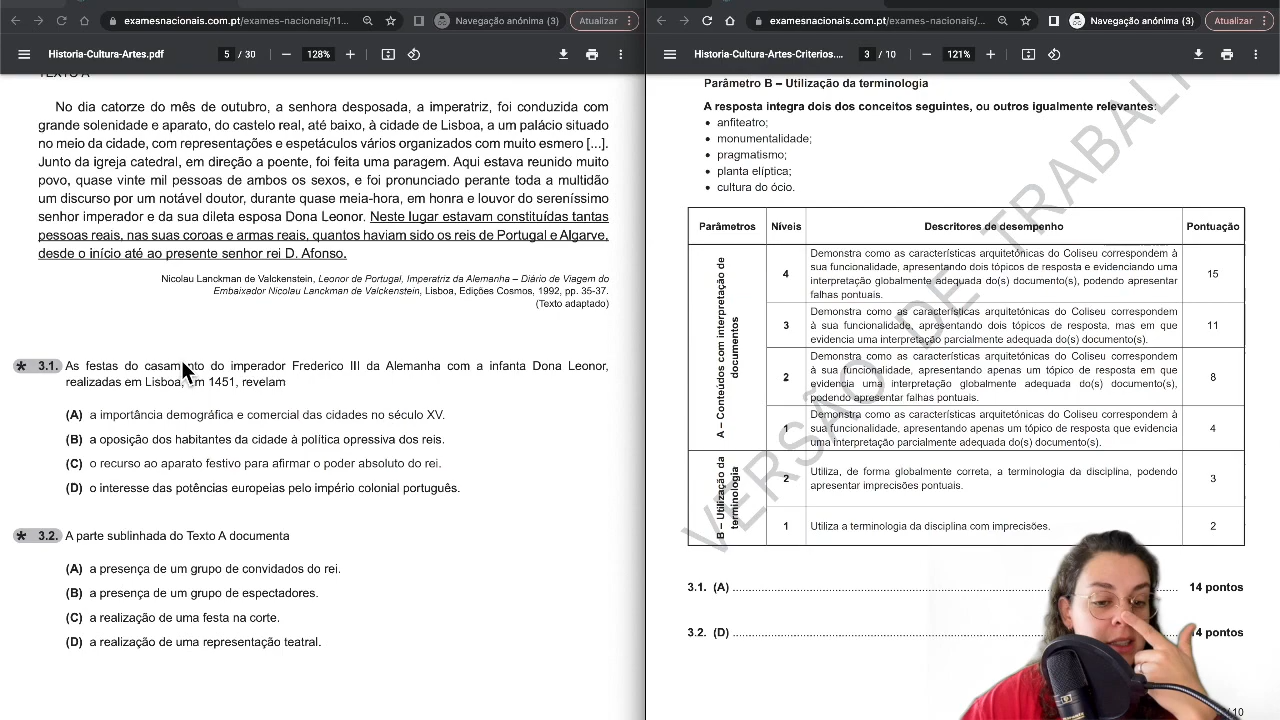 examesnacionais.com.pt/exames-nacionais/11...
Navegação anónima (3)
Atualizar
Historia-Cultura-Artes.pdf
5 / 30
128%
TEXTO A
No dia catorze do mês de outubro, a senhora desposada, a imperatriz, foi conduzida com
grande solenidade e aparato, do castelo real, até baixo, à cidade de Lisboa, a um palácio situado
no meio da cidade, com representações e espetáculos vários organizados com muito esmero [...].
Junto da igreja catedral, em direção a poente, foi feita uma paragem. Aqui estava reunido muito
povo, quase vinte mil pessoas de ambos os sexos, e foi pronunciado perante toda a multidão
um discurso por um notável doutor, durante quase meia-hora, em honra e louvor do sereníssimo
senhor imperador e da sua dileta esposa Dona Leonor. Neste lugar estavam constituídas tantas
pessoas reais, nas suas coroas e armas reais, quantos haviam sido os reis de Portugal e Algarve,
desde o início até ao presente senhor rei D. Afonso.
Nicolau Lanckman de Valckenstein, Leonor de Portugal, Imperatriz da Alemanha – Diário de Viagem do
Embaixador Nicolau Lanckman de Valckenstein, Lisboa, Edições Cosmos, 1992, pp. 35-37.
(Texto adaptado)
* 3.1. As festas do casamento do imperador Frederico III da Alemanha com a infanta Dona Leonor,
realizadas em Lisboa, em 1451, revelam
(A) a importância demográfica e comercial das cidades no século XV.
(B) a oposição dos habitantes da cidade à política opressiva dos reis.
(C) o recurso ao aparato festivo para afirmar o poder absoluto do rei.
(D) o interesse das potências europeias pelo império colonial português.
* 3.2. A parte sublinhada do Texto A documenta
(A) a presença de um grupo de convidados do rei.
(B) a presença de um grupo de espectadores.
(C) a realização de uma festa na corte.
(D) a realização de uma representação teatral.
examesnacionais.com.pt/exames-nacionais/...
Navegação anónima (3)
Atualizar
Historia-Cultura-Artes-Criterios....
3 / 10
121%
Parâmetro B – Utilização da terminologia
A resposta integra dois dos conceitos seguintes, ou outros igualmente relevantes:
• anfiteatro;
• monumentalidade;
• pragmatismo;
• planta elíptica;
• cultura do ócio.
Parâmetros Níveis Descritores de desempenho Pontuação
A – Conteúdos com interpretação de
documentos
4
Demonstra como as características arquitetónicas do Coliseu correspondem à
sua funcionalidade, apresentando dois tópicos de resposta e evidenciando uma
interpretação globalmente adequada do(s) documento(s), podendo apresentar
falhas pontuais.
15
3
Demonstra como as características arquitetónicas do Coliseu correspondem
à sua funcionalidade, apresentando dois tópicos de resposta, mas em que
evidencia uma interpretação parcialmente adequada do(s) documento(s).
11
2
Demonstra como as características arquitetónicas do Coliseu correspondem
à sua funcionalidade, apresentando apenas um tópico de resposta em que
evidencia uma interpretação globalmente adequada do(s) documento(s),
podendo apresentar falhas pontuais.
8
1
Demonstra como as características arquitetónicas do Coliseu correspondem à
sua funcionalidade, apresentando apenas um tópico de resposta que evidencia
uma interpretação parcialmente adequada do(s) documento(s).
4
B – Utilização da
terminologia
2
Utiliza, de forma globalmente correta, a terminologia da disciplina, podendo
apresentar imprecisões pontuais.
3
1
Utiliza a terminologia da disciplina com imprecisões.
2
3.1. (A) 14 pontos
3.2. (D) 14 pontos
/ 10
VERSÃO DE TRABAL